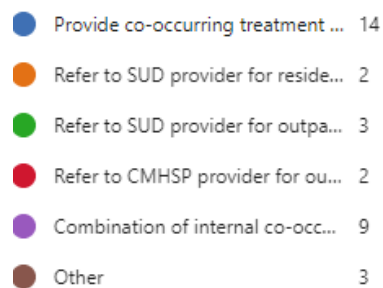 Provide co-occurring treatment ... 14
Refer to SUD provider for reside... 2
Refer to SUD provider for outpa... 3
Refer to CMHSP provider for ou... 2
Combination of internal co-occ... 9
Other 3